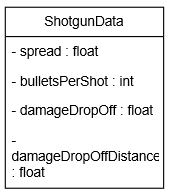 ShotgunData
- spread : float
- bulletsPerShot : int
- damageDropOff : float
-
damageDropOffDistance
: float